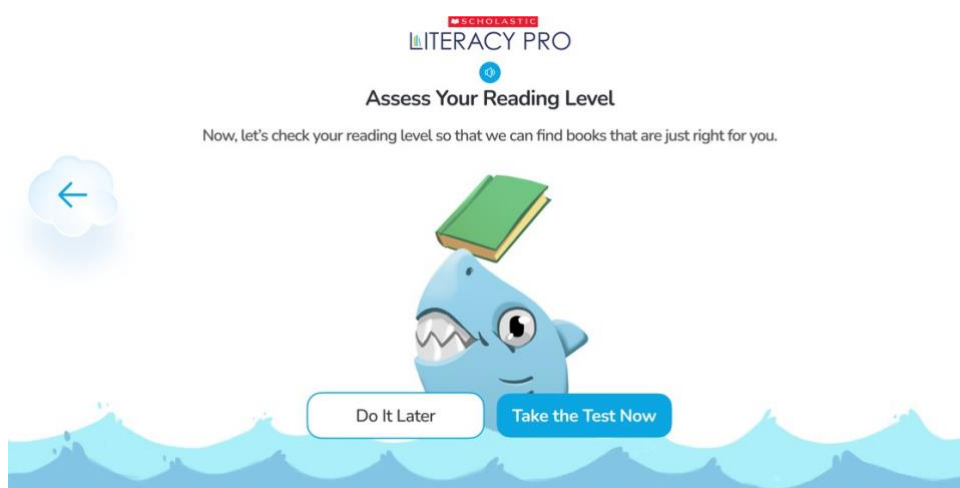 SCHOLASTIC
LITERACY PRO
Assess Your Reading Level
Now, let's check your reading level so that we can find books that are just right for you.
Do It Later
Take the Test Now